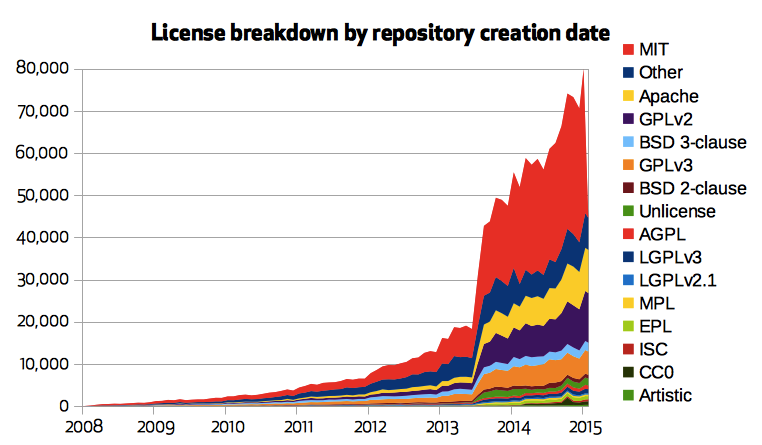 License breakdown by repository creation date
80,000
70,000
60,000
50,000
40,000
30,000
20,000
10,000
0
2008 2009 2010 2011 2012 2013 2014 2015
MIT
Other
Apache
GPLv2
BSD 3-clause
GPLv3
BSD 2-clause
Unlicense
AGPL
LGPLv3
LGPLv2.1
MPL
EPL
ISC
CC0
Artistic